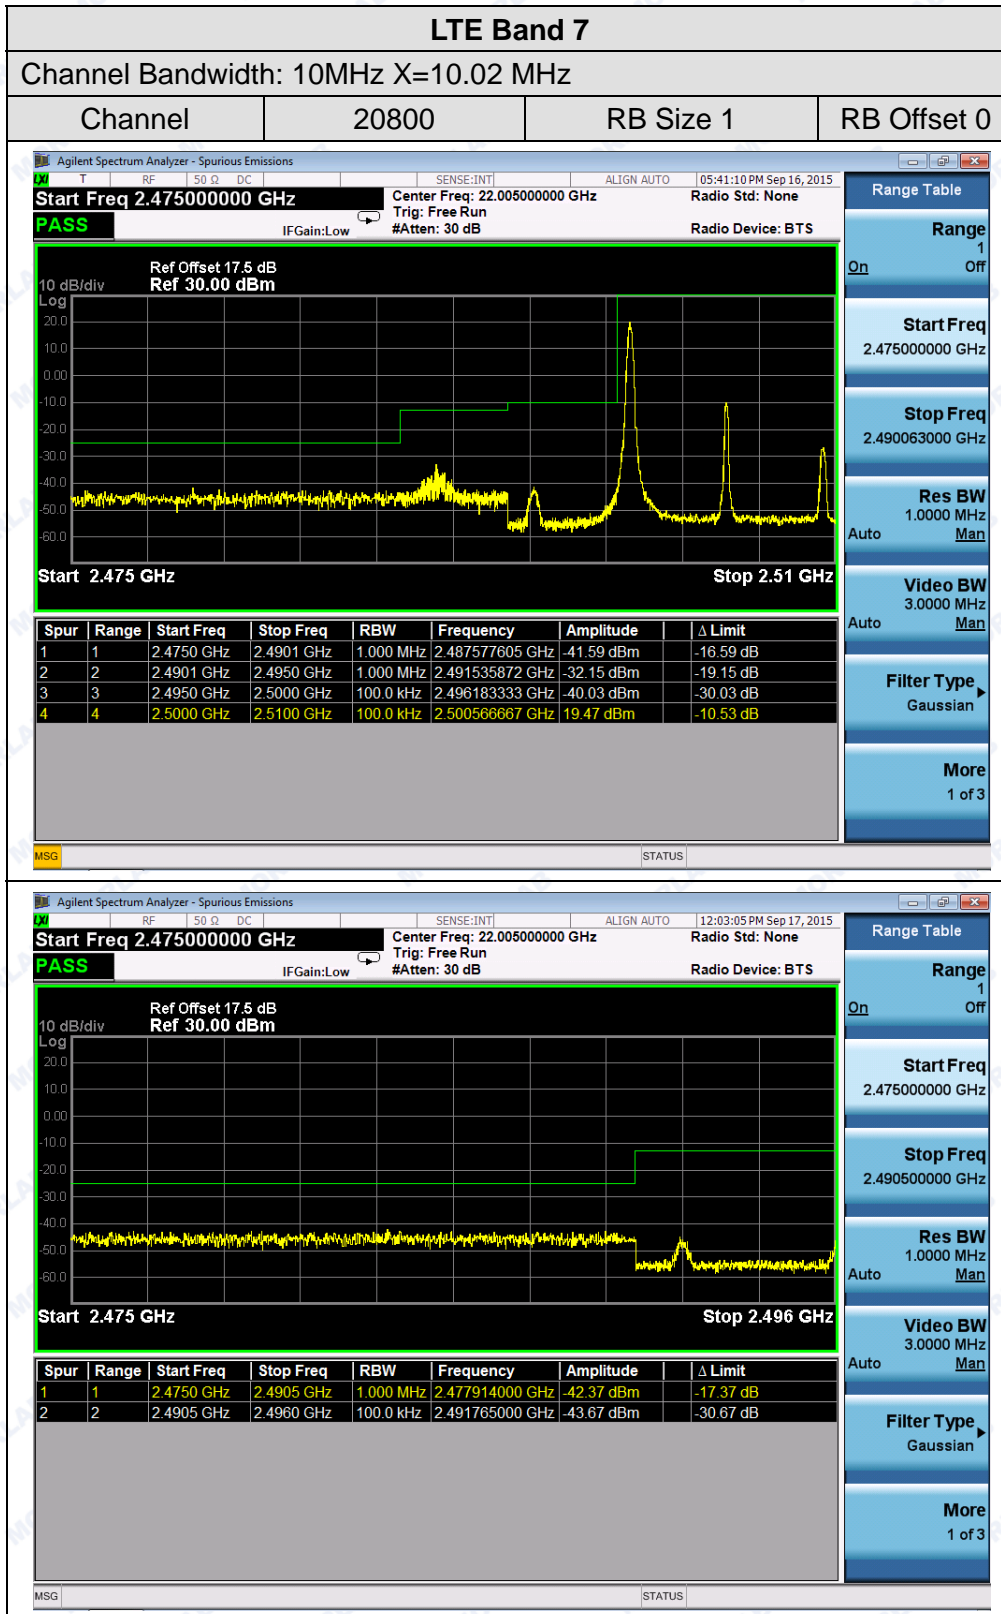 LTE Band 7
Channel Bandwidth: 10MHz X=10.02 MHz
Channel 20800 RB Size 1 RB Offset 0
Agilent Spectrum Analyzer - Spurious Emissions
LXI T RF 50 Ω DC SENSE:INT ALIGN AUTO 05:41:10 PM Sep 16, 2015
Start Freq 2.475000000 GHz Center Freq: 22.005000000 GHz Radio Std: None
Trig: Free Run
PASS IFGain:Low #Atten: 30 dB Radio Device: BTS
Ref Offset 17.5 dB
10 dB/div Ref 30.00 dBm
Log
20.0
10.0
0.00
-10.0
-20.0
-30.0
-40.0
-50.0
-60.0
Start 2.475 GHz Stop 2.51 GHz
Spur Range Start Freq Stop Freq RBW Frequency Amplitude Δ Limit
1 1 2.4750 GHz 2.4901 GHz 1.000 MHz 2.487577605 GHz -41.59 dBm -16.59 dB
2 2 2.4901 GHz 2.4950 GHz 1.000 MHz 2.491535872 GHz -32.15 dBm -19.15 dB
3 3 2.4950 GHz 2.5000 GHz 100.0 kHz 2.496183333 GHz -40.03 dBm -30.03 dB
4 4 2.5000 GHz 2.5100 GHz 100.0 kHz 2.500566667 GHz 19.47 dBm -10.53 dB
MSG STATUS
Range Table
Range
1
On Off
Start Freq
2.475000000 GHz
Stop Freq
2.490063000 GHz
Res BW
1.0000 MHz
Auto Man
Video BW
3.0000 MHz
Auto Man
Filter Type
Gaussian
More
1 of 3
Agilent Spectrum Analyzer - Spurious Emissions
LXI RF 50 Ω DC SENSE:INT ALIGN AUTO 12:03:05 PM Sep 17, 2015
Start Freq 2.475000000 GHz Center Freq: 22.005000000 GHz Radio Std: None
Trig: Free Run
PASS IFGain:Low #Atten: 30 dB Radio Device: BTS
Ref Offset 17.5 dB
10 dB/div Ref 30.00 dBm
Log
20.0
10.0
0.00
-10.0
-20.0
-30.0
-40.0
-50.0
-60.0
Start 2.475 GHz Stop 2.496 GHz
Spur Range Start Freq Stop Freq RBW Frequency Amplitude Δ Limit
1 1 2.4750 GHz 2.4905 GHz 1.000 MHz 2.477914000 GHz -42.37 dBm -17.37 dB
2 2 2.4905 GHz 2.4960 GHz 100.0 kHz 2.491765000 GHz -43.67 dBm -30.67 dB
MSG STATUS
Range Table
Range
1
On Off
Start Freq
2.475000000 GHz
Stop Freq
2.490500000 GHz
Res BW
1.0000 MHz
Auto Man
Video BW
3.0000 MHz
Auto Man
Filter Type
Gaussian
More
1 of 3